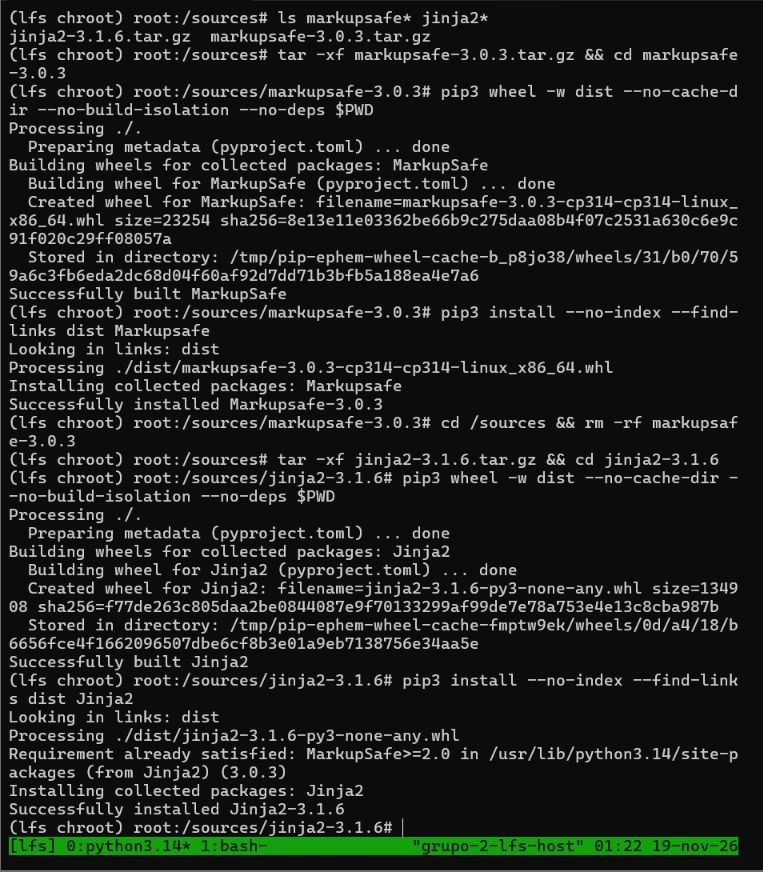 (lfs chroot) root:/sources# ls markupsafe* jinja2*
jinja2-3.1.6.tar.gz  markupsafe-3.0.3.tar.gz
(lfs chroot) root:/sources# tar -xf markupsafe-3.0.3.tar.gz && cd markupsafe
-3.0.3
(lfs chroot) root:/sources/markupsafe-3.0.3# pip3 wheel -w dist --no-cache-d
ir --no-build-isolation --no-deps $PWD
Processing ./.
  Preparing metadata (pyproject.toml) ... done
Building wheels for collected packages: MarkupSafe
  Building wheel for MarkupSafe (pyproject.toml) ... done
  Created wheel for MarkupSafe: filename=markupsafe-3.0.3-cp314-cp314-linux_
x86_64.whl size=23254 sha256=8e13e11e03362be66b9c275daa08b4f07c2531a630c6e9c
91f020c29ff08057a
  Stored in directory: /tmp/pip-ephem-wheel-cache-b_p8jo38/wheels/31/b0/70/5
9a6c3fb6eda2dc68d04f60af92d7dd71b3bfb5a188ea4e7a6
Successfully built MarkupSafe
(lfs chroot) root:/sources/markupsafe-3.0.3# pip3 install --no-index --find-
links dist Markupsafe
Looking in links: dist
Processing ./dist/markupsafe-3.0.3-cp314-cp314-linux_x86_64.whl
Installing collected packages: Markupsafe
Successfully installed Markupsafe-3.0.3
(lfs chroot) root:/sources/markupsafe-3.0.3# cd /sources && rm -rf markupsaf
e-3.0.3
(lfs chroot) root:/sources# tar -xf jinja2-3.1.6.tar.gz && cd jinja2-3.1.6
(lfs chroot) root:/sources/jinja2-3.1.6# pip3 wheel -w dist --no-cache-dir -
-no-build-isolation --no-deps $PWD
Processing ./.
  Preparing metadata (pyproject.toml) ... done
Building wheels for collected packages: Jinja2
  Building wheel for Jinja2 (pyproject.toml) ... done
  Created wheel for Jinja2: filename=jinja2-3.1.6-py3-none-any.whl size=1349
08 sha256=f77de263c805daa2be0844087e9f70133299af99de7e78a753e4e13c8cba987b
  Stored in directory: /tmp/pip-ephem-wheel-cache-fmptw9ek/wheels/0d/a4/18/b
6656fce4f1662096507dbe6cf8b3e01a9eb7138756e34aa5e
Successfully built Jinja2
(lfs chroot) root:/sources/jinja2-3.1.6# pip3 install --no-index --find-link
s dist Jinja2
Looking in links: dist
Processing ./dist/jinja2-3.1.6-py3-none-any.whl
Requirement already satisfied: MarkupSafe>=2.0 in /usr/lib/python3.14/site-p
ackages (from Jinja2) (3.0.3)
Installing collected packages: Jinja2
Successfully installed Jinja2-3.1.6
(lfs chroot) root:/sources/jinja2-3.1.6#
[lfs] 0:python3.14* 1:bash-               "grupo-2-lfs-host" 01:22 19-nov-26